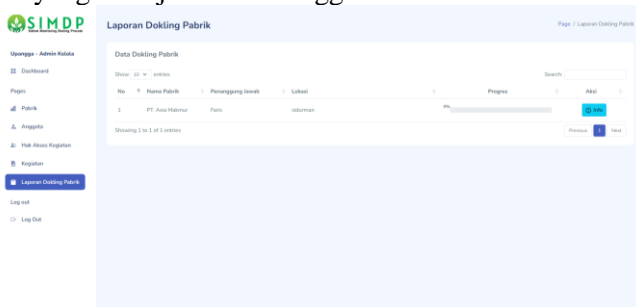 SIMDP
Laporan Dokling Pabrik
Page / Laporan Dokling Pabrik
Upangga - Admin Kelola
Dashboard
Pages
Pabrik
Anggota
Hak Akses Kegiatan
Kegiatan
Laporan Dokling Pabrik
Log out
Log Out
Data Dokling Pabrik
Show 10 entries
Search:
No Nama Pabrik Penanggung Jawab Lokasi Progres Aksi
1 PT. Asia Makmur Faris sidurman 0% Info
Showing 1 to 1 of 1 entries
Previous 1 Next